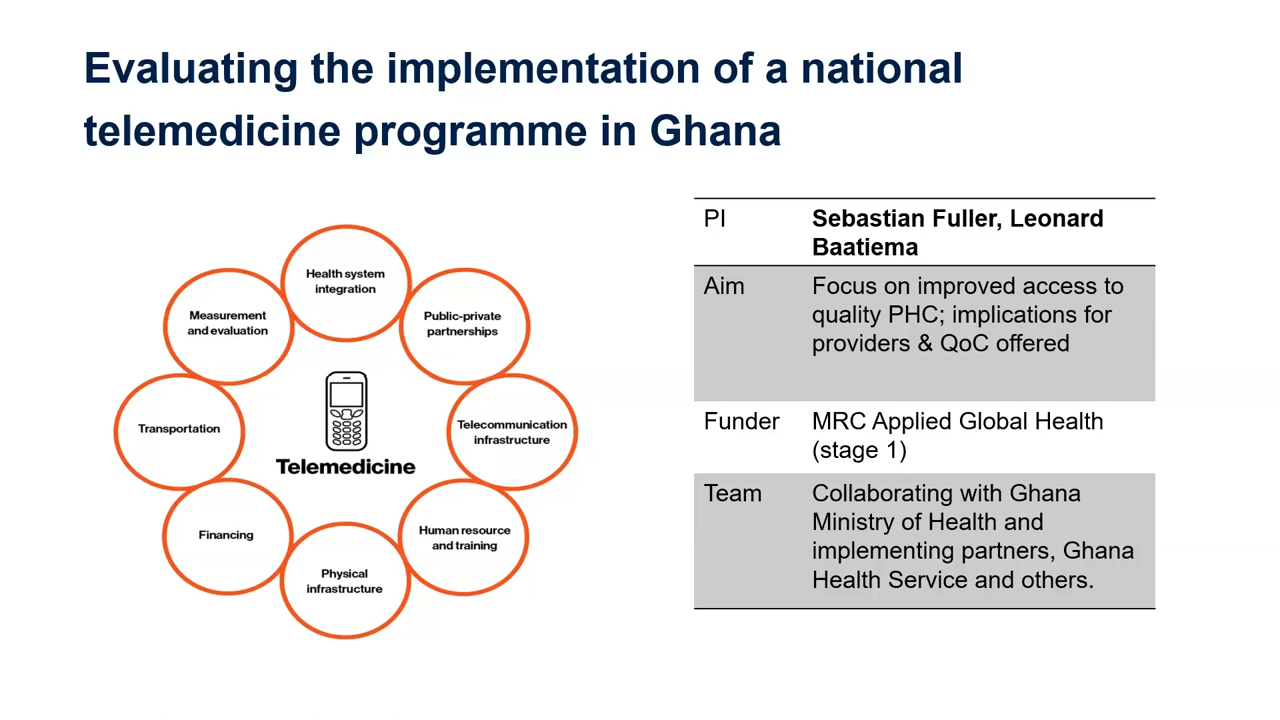 Evaluating the implementation of a national
telemedicine programme in Ghana
Health system
integration
Public-private
partnerships
Telecommunication
infrastructure
Human resource
and training
Physical
infrastructure
Financing
Transportation
Measurement
and evaluation
Telemedicine
PI
Sebastian Fuller, Leonard
Baatiema
Aim
Focus on improved access to
quality PHC; implications for
providers & QoC offered
Funder
MRC Applied Global Health
(stage 1)
Team
Collaborating with Ghana
Ministry of Health and
implementing partners, Ghana
Health Service and others.